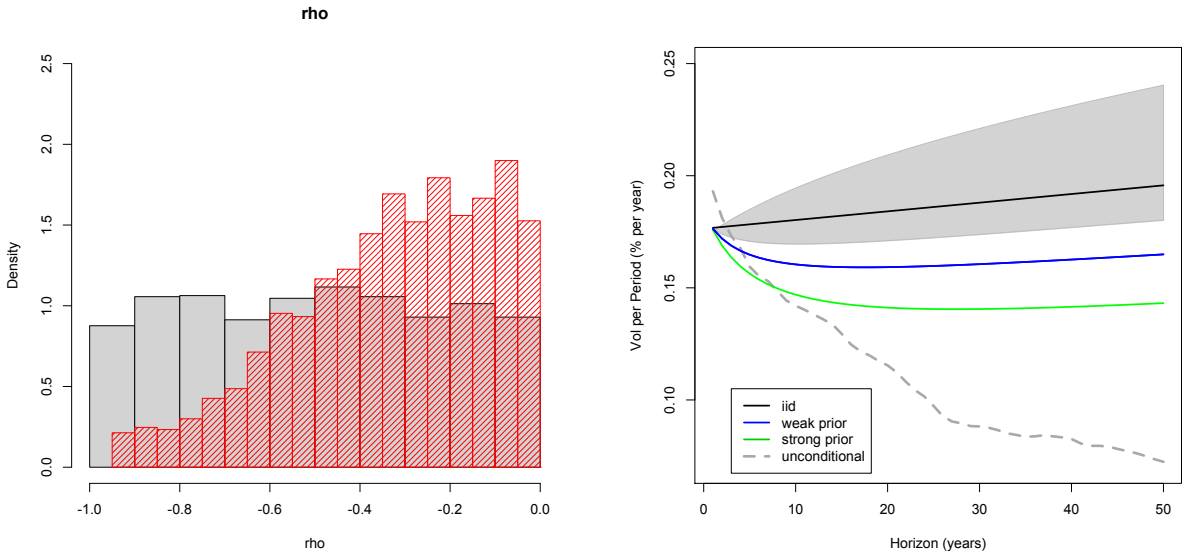 rho
Density
2.5
2.0
1.5
1.0
0.5
0.0
-1.0 -0.8 -0.6 -0.4 -0.2 0.0
rho
Vol per Period (% per year)
0.25
0.20
0.15
0.10
iid
weak prior
strong prior
unconditional
0 10 20 30 40 50
Horizon (years)